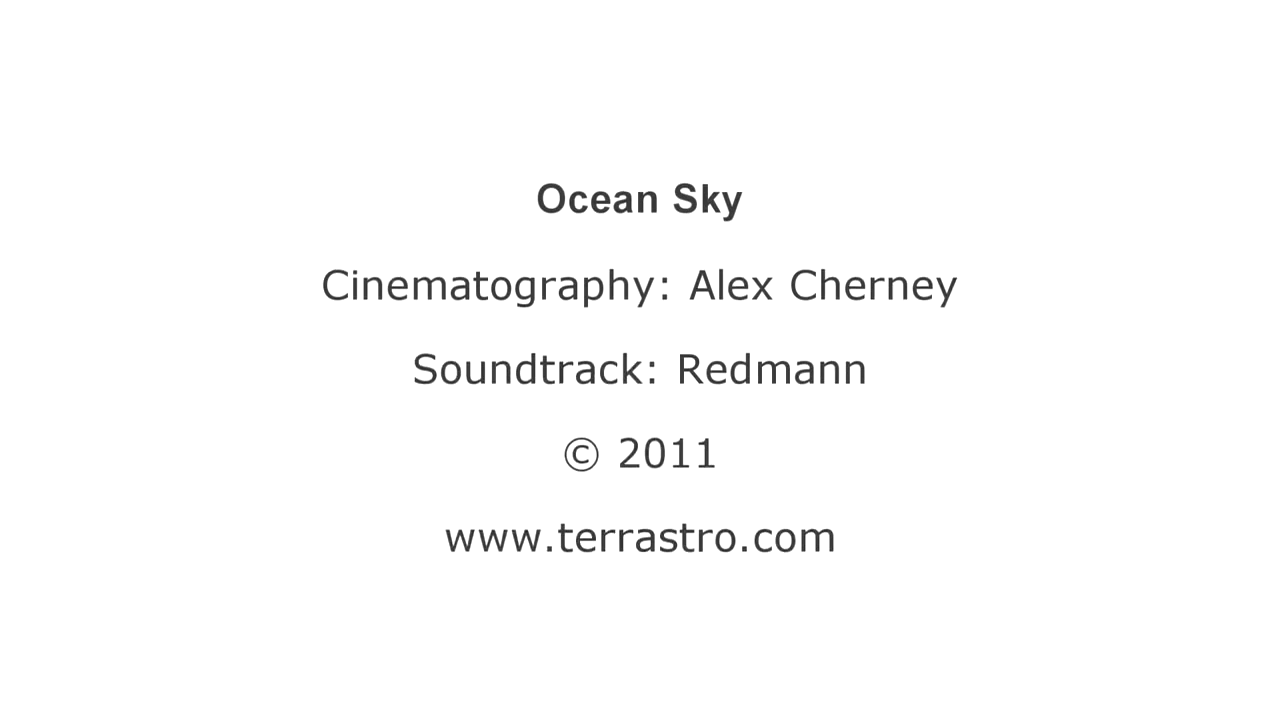 Ocean Sky
Cinematography: Alex Cherney
Soundtrack: Redmann
© 2011
www.terrastro.com